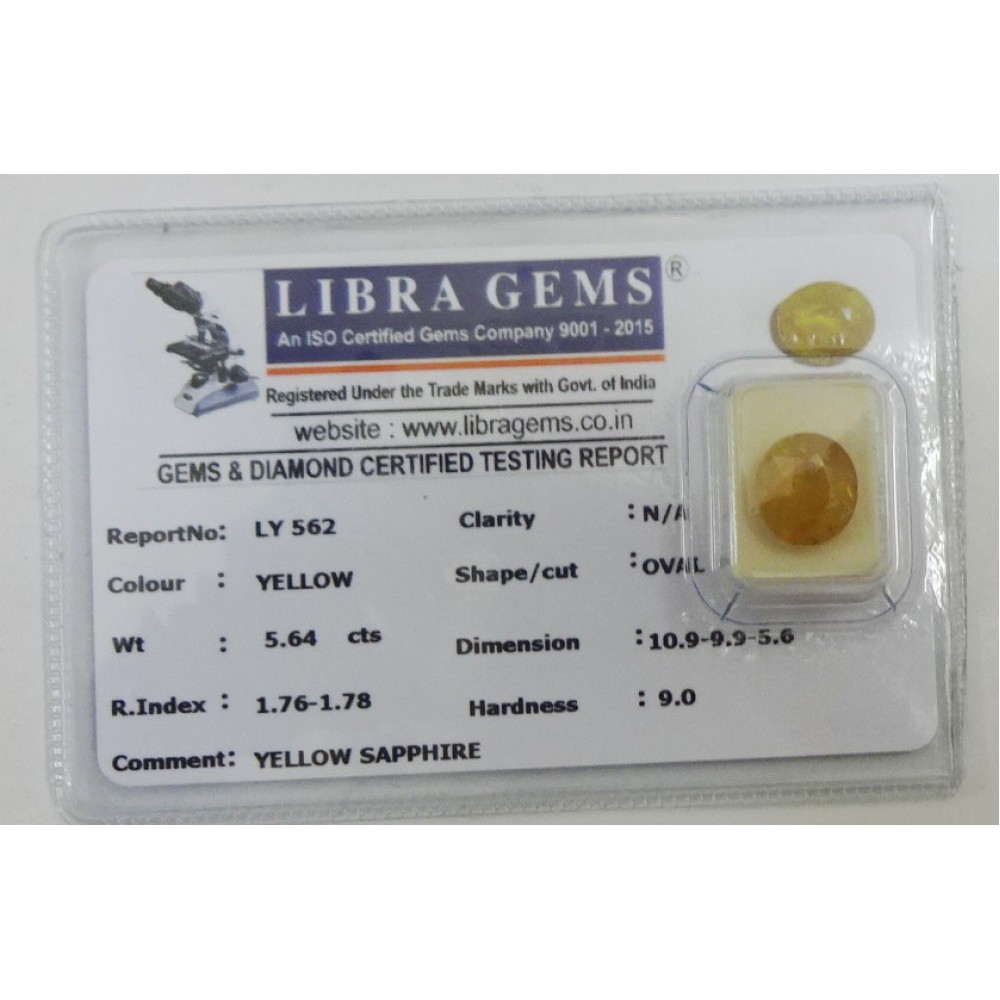 LIBRA GEMS ®
An ISO Certified Gems Company 9001 - 2015
Registered Under the Trade Marks with Govt. of India
website : www.libragems.co.in
GEMS & DIAMOND CERTIFIED TESTING REPORT
ReportNo: LY 562 Clarity : N/A
Colour : YELLOW Shape/cut : OVAL
Wt : 5.64 cts Dimension : 10.9-9.9-5.6
R.Index : 1.76-1.78 Hardness : 9.0
Comment: YELLOW SAPPHIRE